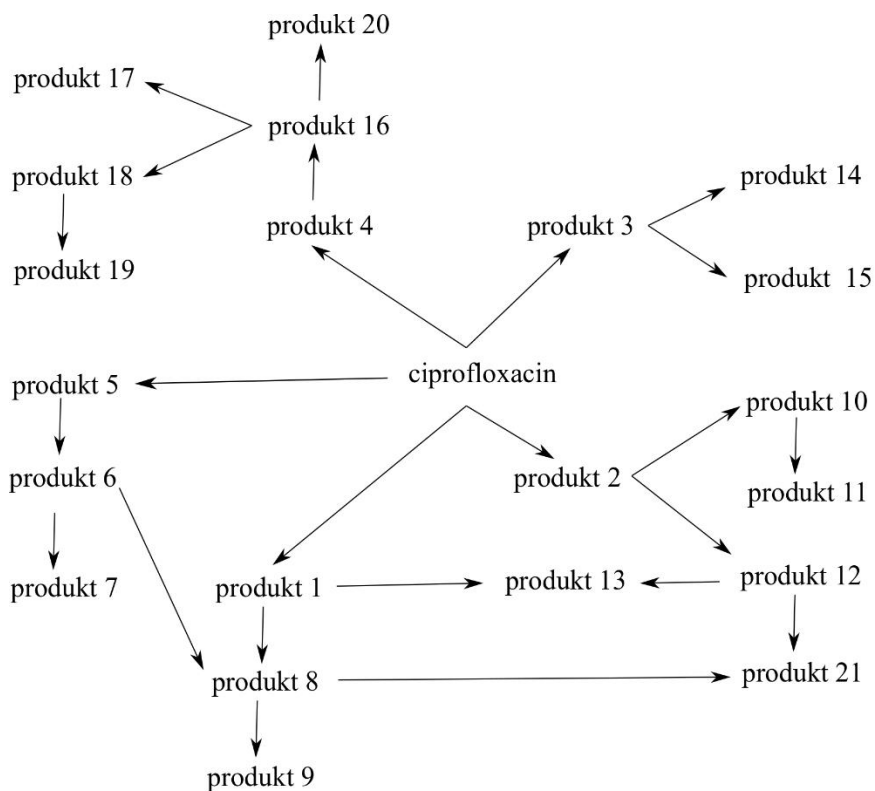 produkt 20
produkt 17
produkt 16
produkt 18
produkt 14
produkt 4
produkt 3
produkt 19
produkt  15
ciprofloxacin
produkt 5
produkt 10
produkt 6
produkt 2
produkt 11
produkt 7
produkt 1
produkt 13
produkt 12
produkt 8
produkt 21
produkt 9